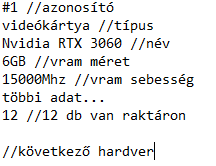 #1 //azonosító
videókártya //típus
Nvidia RTX 3060 //név
6GB //vram méret
15000Mhz //vram sebesség
többi adat...
12 //12 db van raktáron
//következő hardver